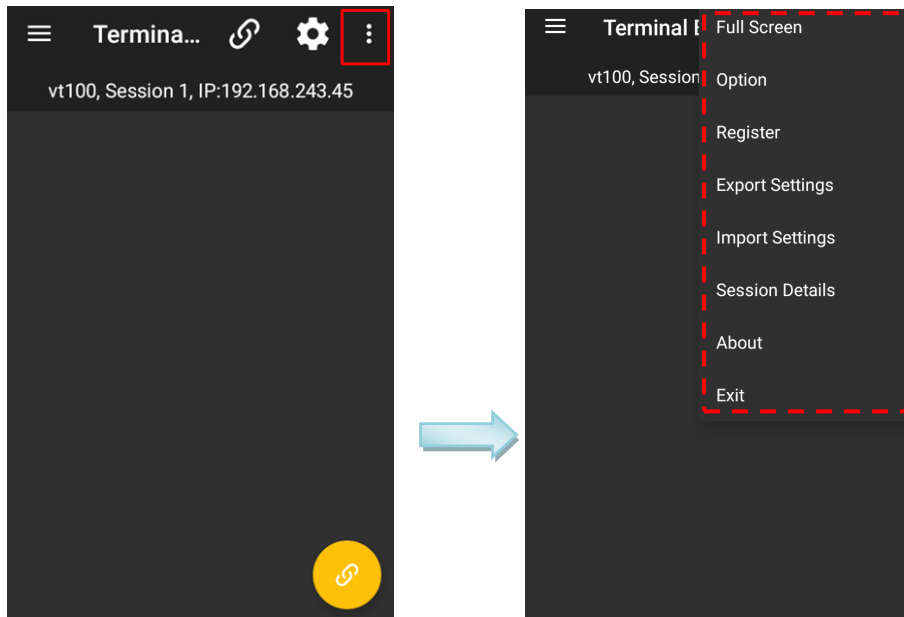 Termina...
vt100, Session 1, IP:192.168.243.45
Terminal E
vt100, Session
Full Screen
Option
Register
Export Settings
Import Settings
Session Details
About
Exit